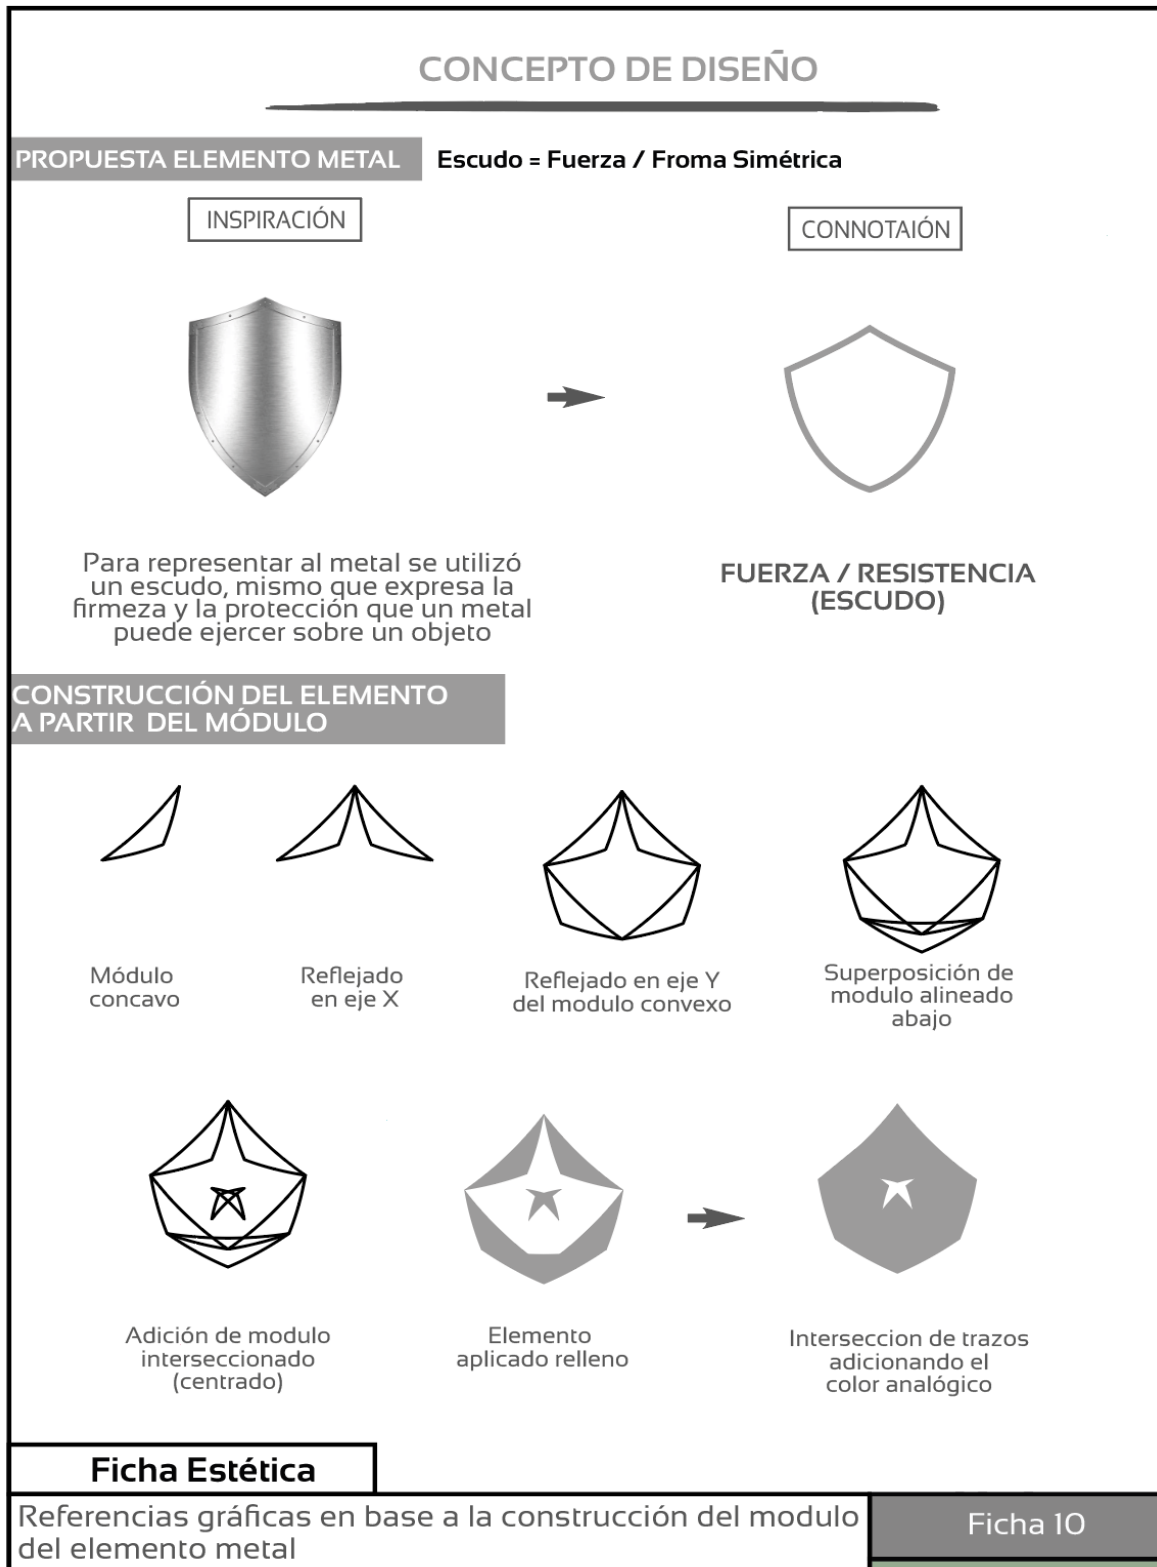 CONCEPTO DE DISEÑO
PROPUESTA ELEMENTO METAL
Escudo = Fuerza / Froma Simétrica
INSPIRACIÓN
CONNOTAIÓN
Para representar al metal se utilizó
un escudo, mismo que expresa la
firmeza y la protección que un metal
puede ejercer sobre un objeto
FUERZA / RESISTENCIA
(ESCUDO)
CONSTRUCCIÓN DEL ELEMENTO
A PARTIR DEL MÓDULO
Módulo
concavo
Reflejado
en eje X
Reflejado en eje Y
del modulo convexo
Superposición de
modulo alineado
abajo
Adición de modulo
interseccionado
(centrado)
Elemento
aplicado relleno
Interseccion de trazos
adicionando el
color analógico
Ficha Estética
Referencias gráficas en base a la construcción del modulo
del elemento metal
Ficha 10